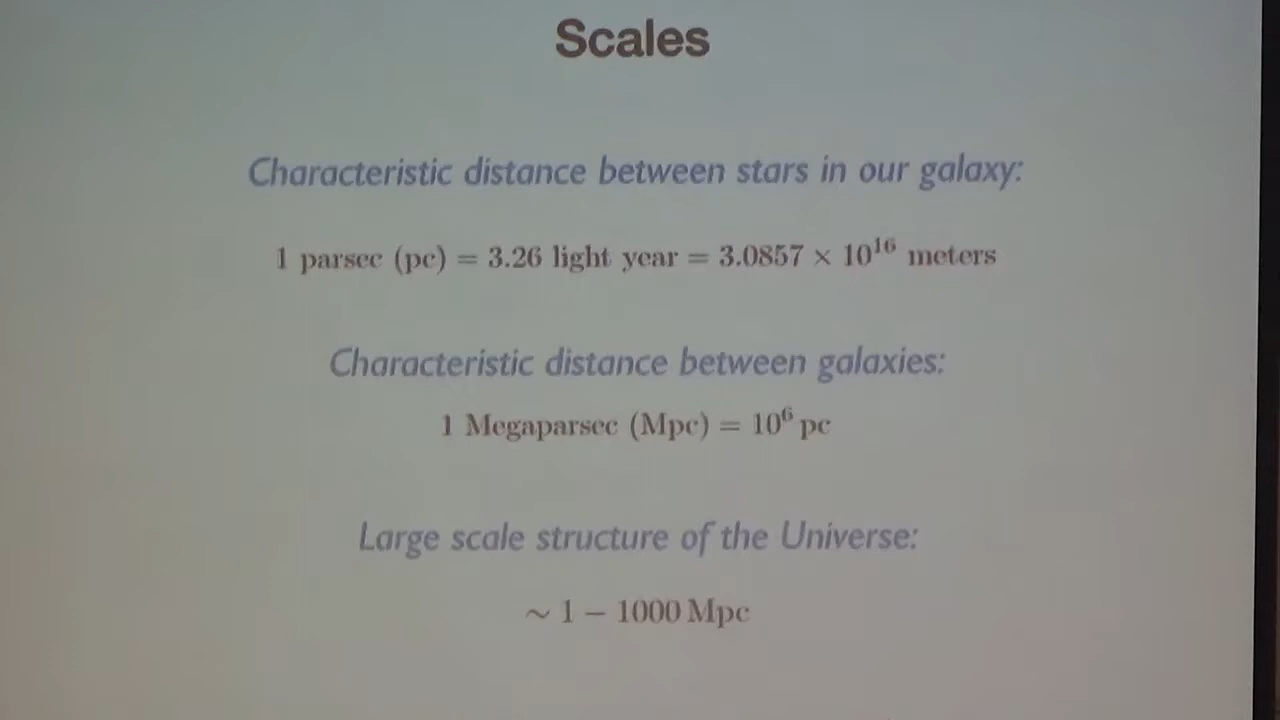 Scales
Characteristic distance between stars in our galaxy:
1 parsec (pc) = 3.26 light year = 3.0857 × 10¹⁶ meters
Characteristic distance between galaxies:
1 Megaparsec (Mpc) = 10⁶ pc
Large scale structure of the Universe:
∼ 1 − 1000 Mpc